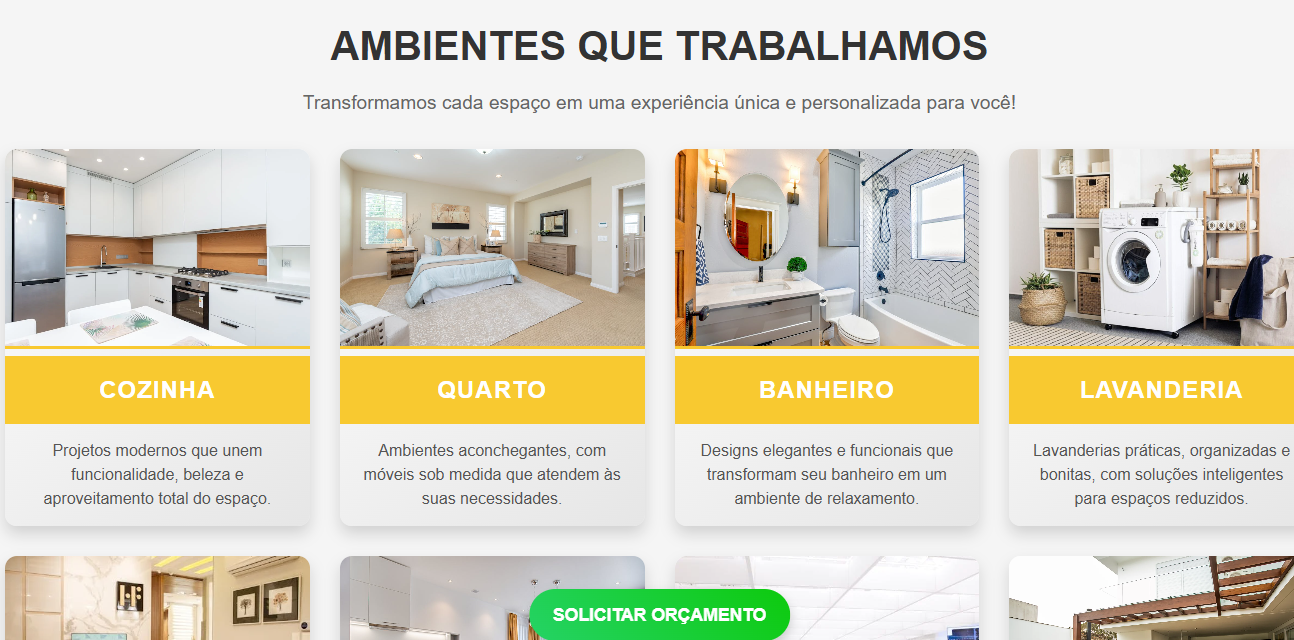 AMBIENTES QUE TRABALHAMOS
Transformamos cada espaço em uma experiência única e personalizada para você!
COZINHA
Projetos modernos que unem
funcionalidade, beleza e
aproveitamento total do espaço.
QUARTO
Ambientes aconchegantes, com
móveis sob medida que atendem às
suas necessidades.
BANHEIRO
Designs elegantes e funcionais que
transformam seu banheiro em um
ambiente de relaxamento.
LAVANDERIA
Lavanderias práticas, organizadas e
bonitas, com soluções inteligentes
para espaços reduzidos.
SOLICITAR ORÇAMENTO